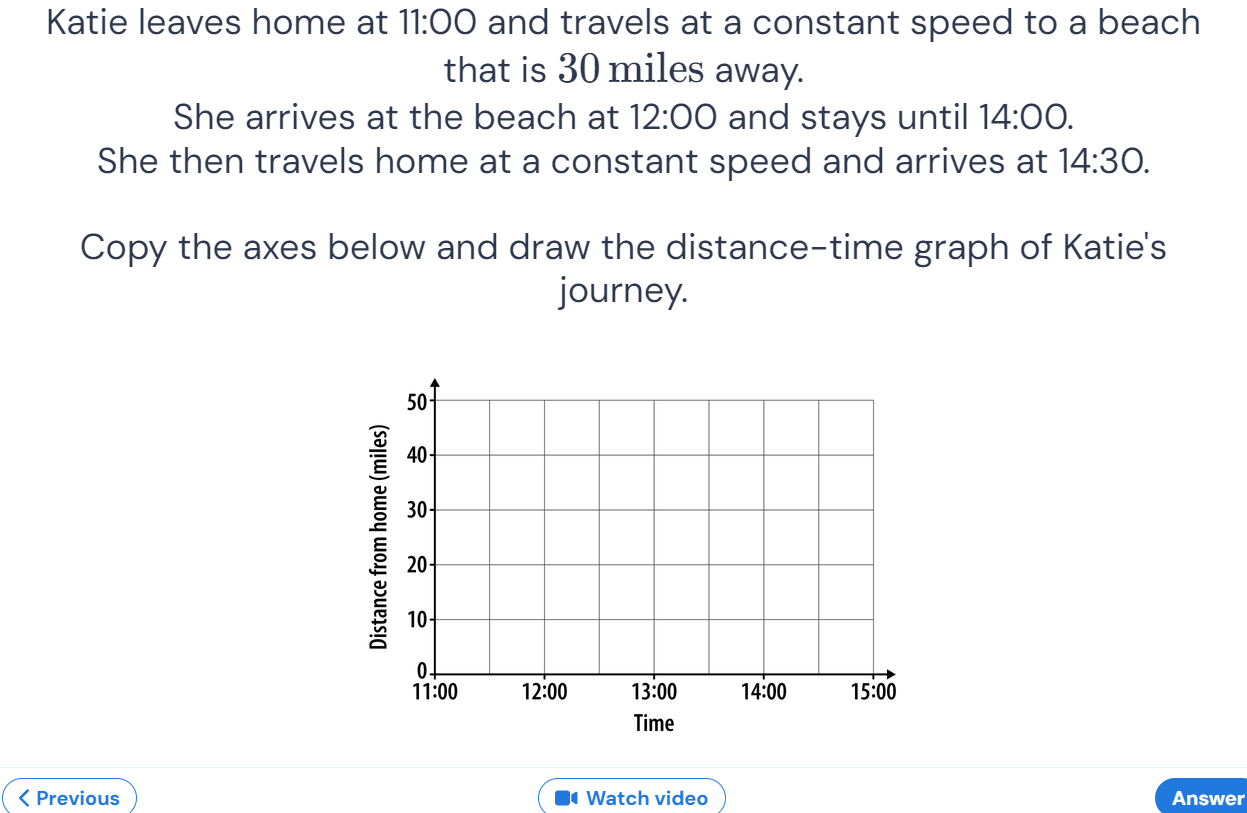 Katie leaves home at 11:00 and travels at a constant speed to a beach
that is 30 miles away.
She arrives at the beach at 12:00 and stays until 14:00.
She then travels home at a constant speed and arrives at 14:30.
Copy the axes below and draw the distance-time graph of Katie's
journey.
Distance from home (miles)
50
40
30
20
10
0
11:00 12:00 13:00 14:00 15:00
Time
Previous Watch video Answer